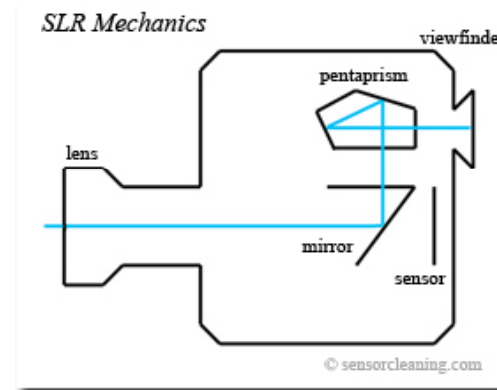 SLR Mechanics
viewfinde
pentaprism
lens
mirror
sensor
© sensorcleaning.com